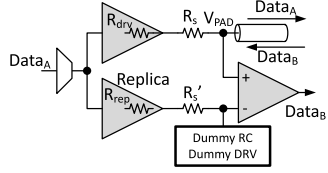 R_drv R_s V_PAD Data_A
Data_B
Data_A Replica
R_rep R_s' + -
Data_B
Dummy RC
Dummy DRV